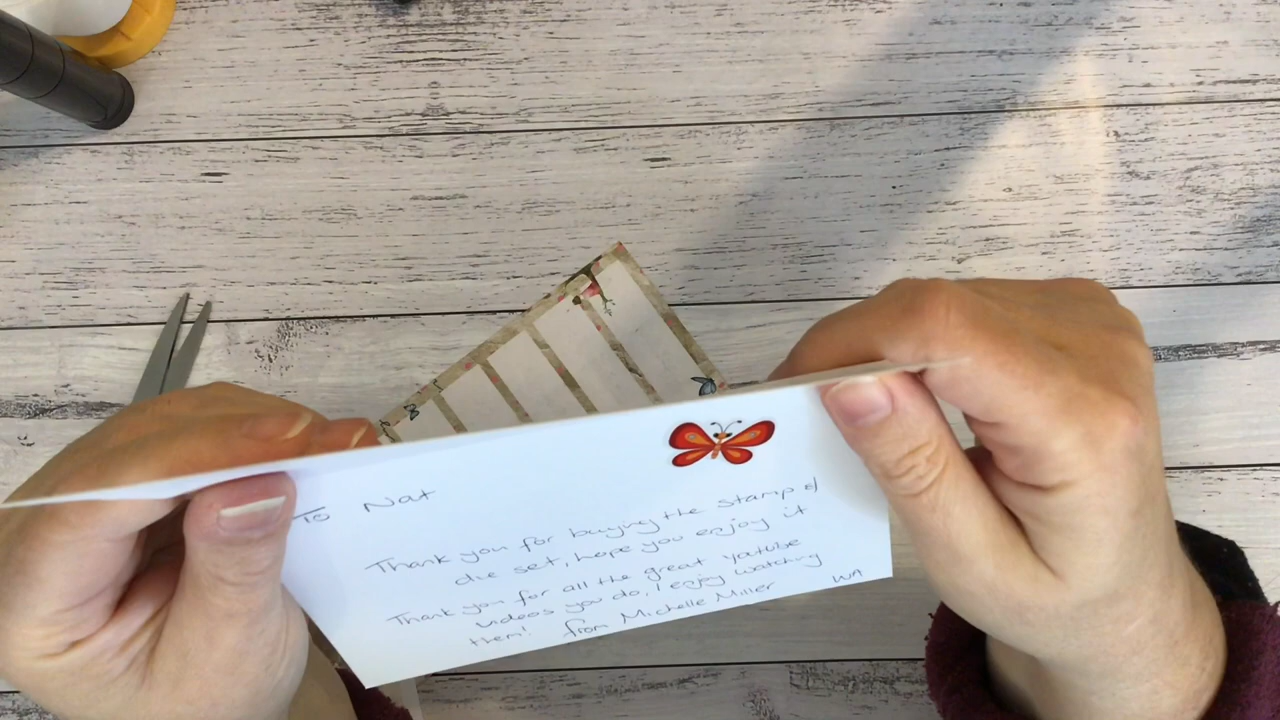 To Nat
Thank you for buying the stamp &
die set, hope you enjoy it
Thank you for all the great youtube
videos you do, I enjoy watching
them! from Michelle Miller WA